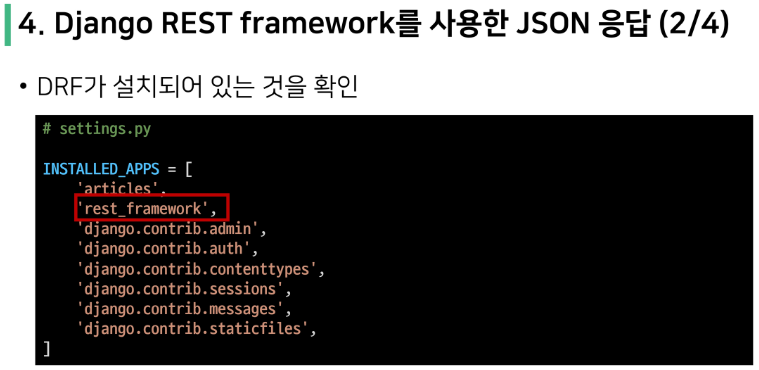 4. Django REST framework를 사용한 JSON 응답 (2/4)
• DRF가 설치되어 있는 것을 확인
# settings.py
INSTALLED_APPS = [
'articles',
'rest_framework',
'django.contrib.admin',
'django.contrib.auth',
'django.contrib.contenttypes',
'django.contrib.sessions',
'django.contrib.messages',
'django.contrib.staticfiles',
]